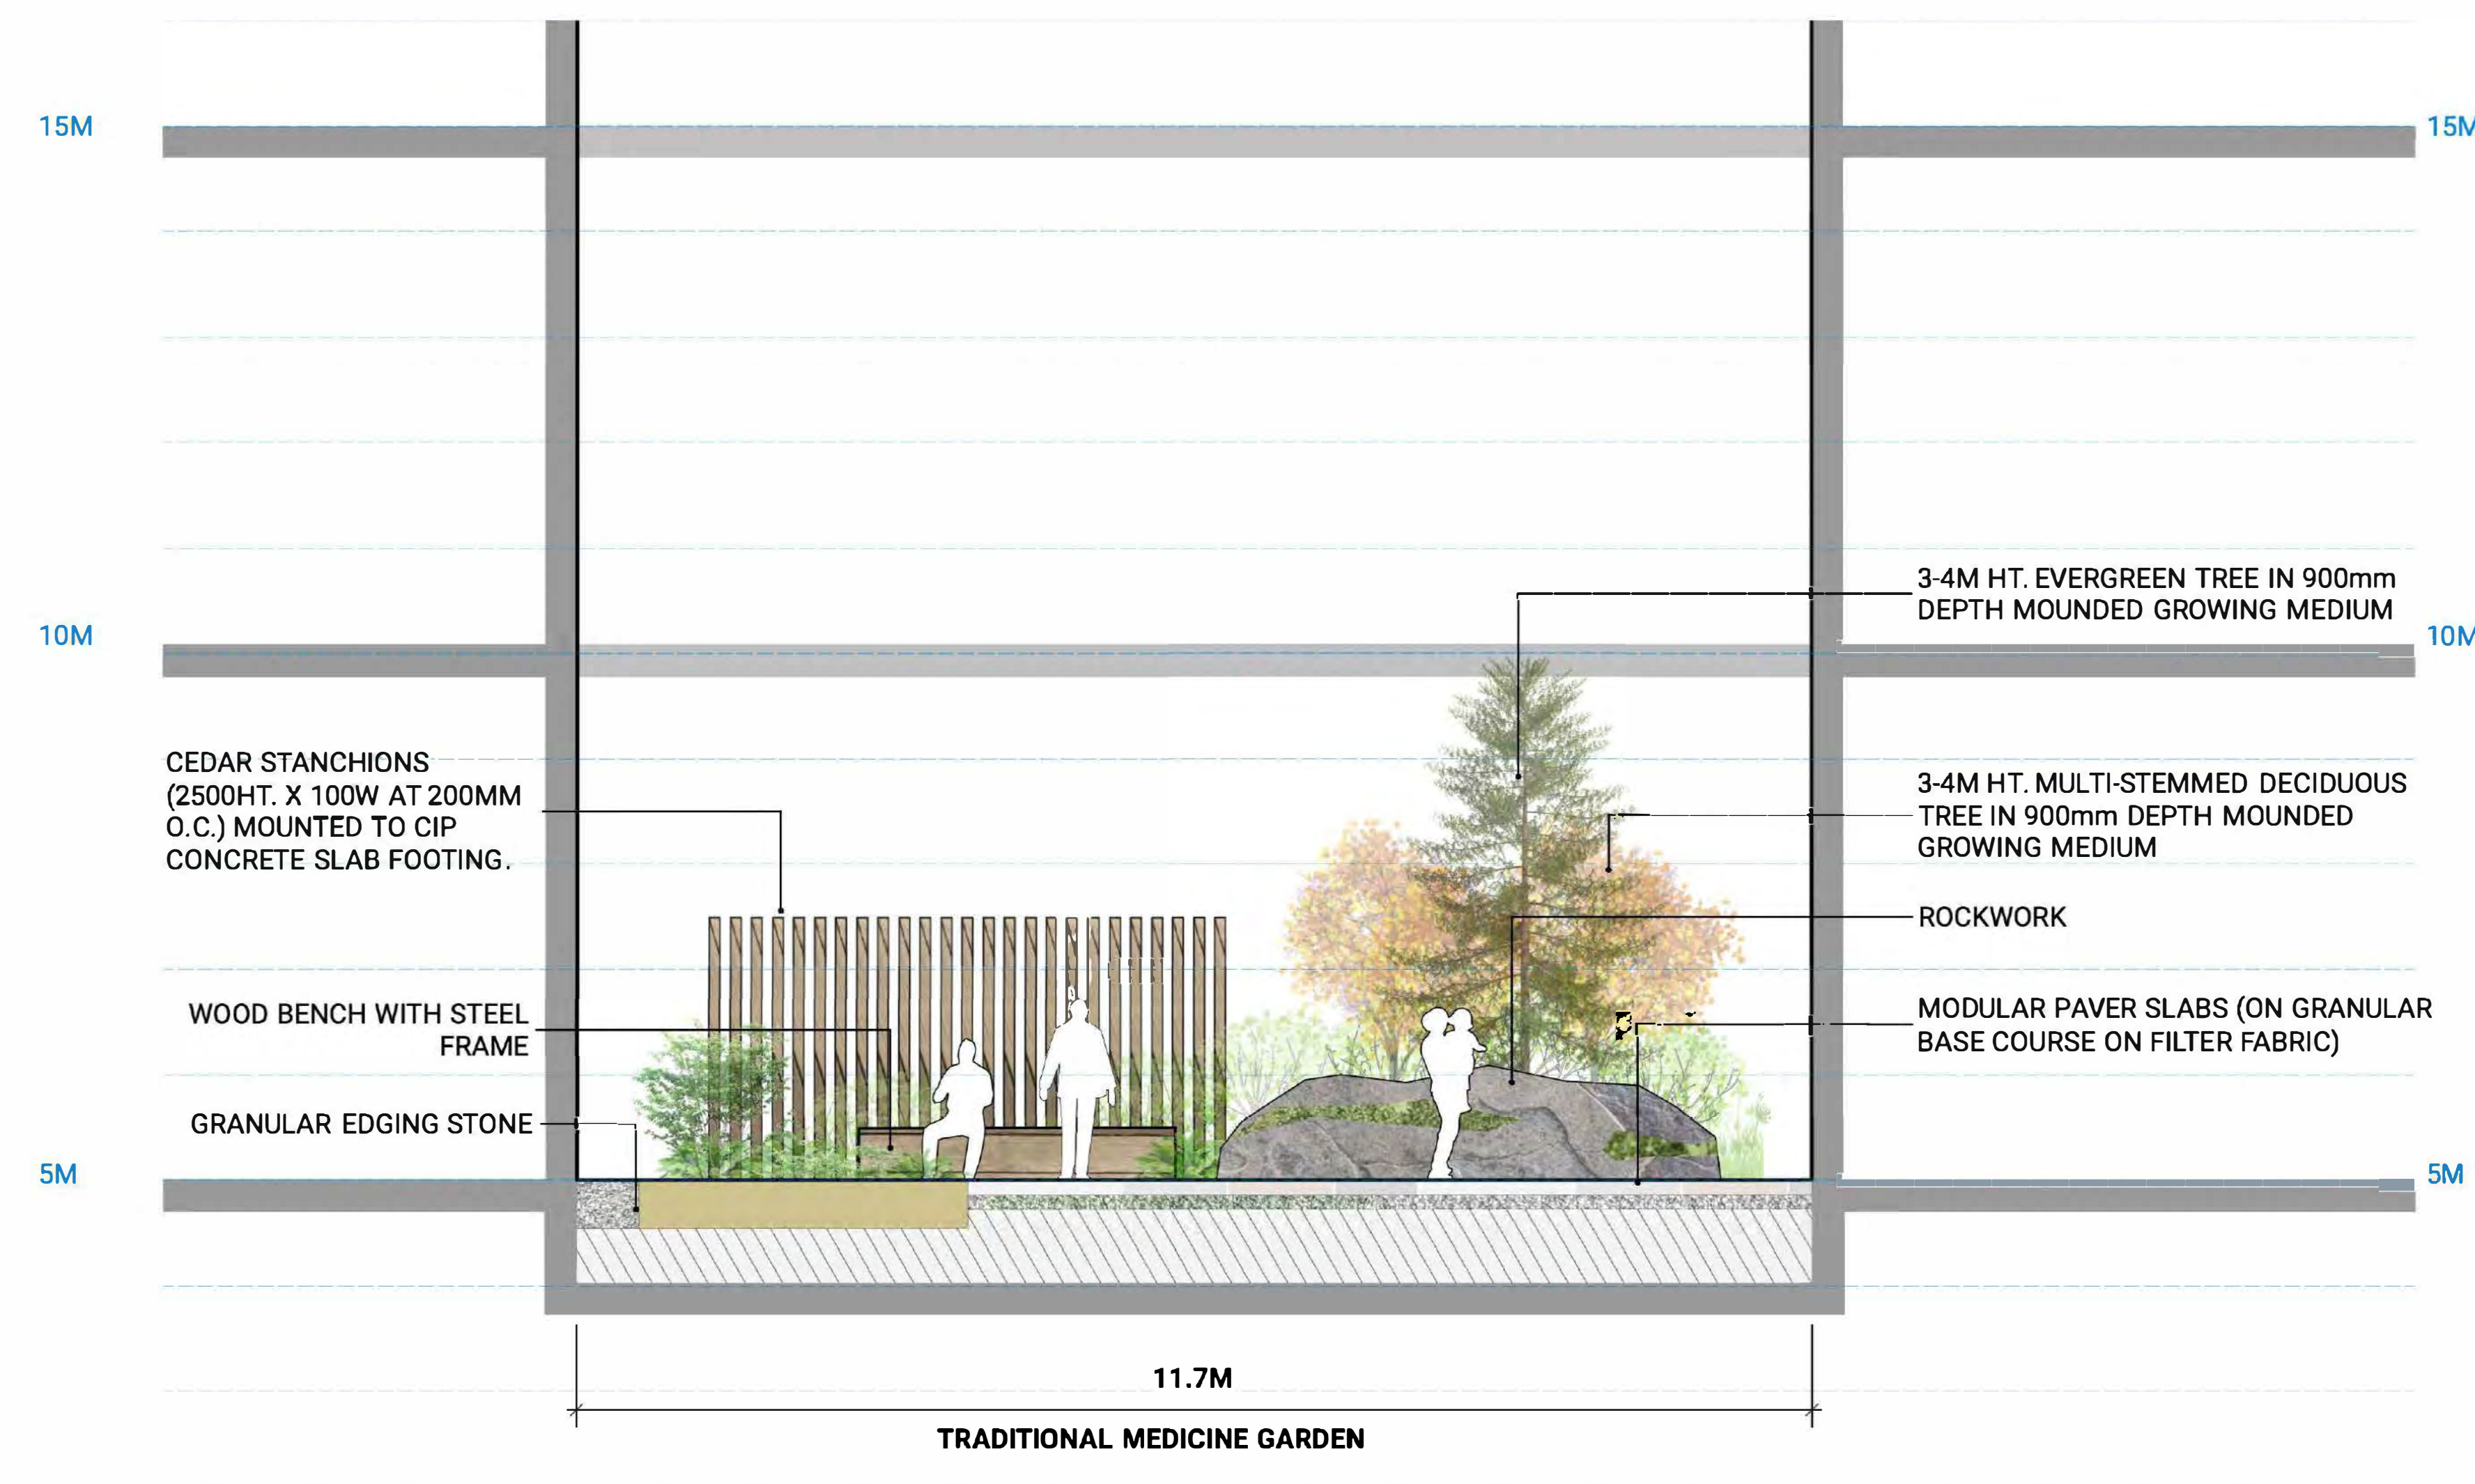 15M
15M
10M
10M
5M
5M
CEDAR STANCHIONS
(2500HT. X 100W AT 200MM
O.C.) MOUNTED TO CIP
CONCRETE SLAB FOOTING.
WOOD BENCH WITH STEEL
FRAME
GRANULAR EDGING STONE
3-4M HT. EVERGREEN TREE IN 900mm
DEPTH MOUNDED GROWING MEDIUM
3-4M HT. MULTI-STEMMED DECIDUOUS
TREE IN 900mm DEPTH MOUNDED
GROWING MEDIUM
ROCKWORK
MODULAR PAVER SLABS (ON GRANULAR
BASE COURSE ON FILTER FABRIC)
11.7M
TRADITIONAL MEDICINE GARDEN